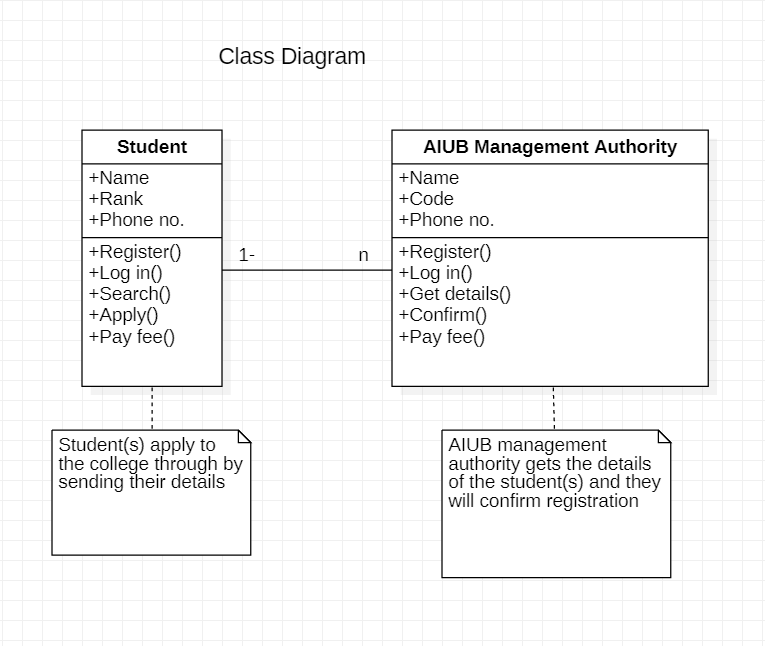 Class Diagram
Student
+Name
+Rank
+Phone no.
+Register()
+Log in()
+Search()
+Apply()
+Pay fee()
1-
n
AIUB Management Authority
+Name
+Code
+Phone no.
+Register()
+Log in()
+Get details()
+Confirm()
+Pay fee()
Student(s) apply to
the college through by
sending their details
AIUB management
authority gets the details
of the student(s) and they
will confirm registration